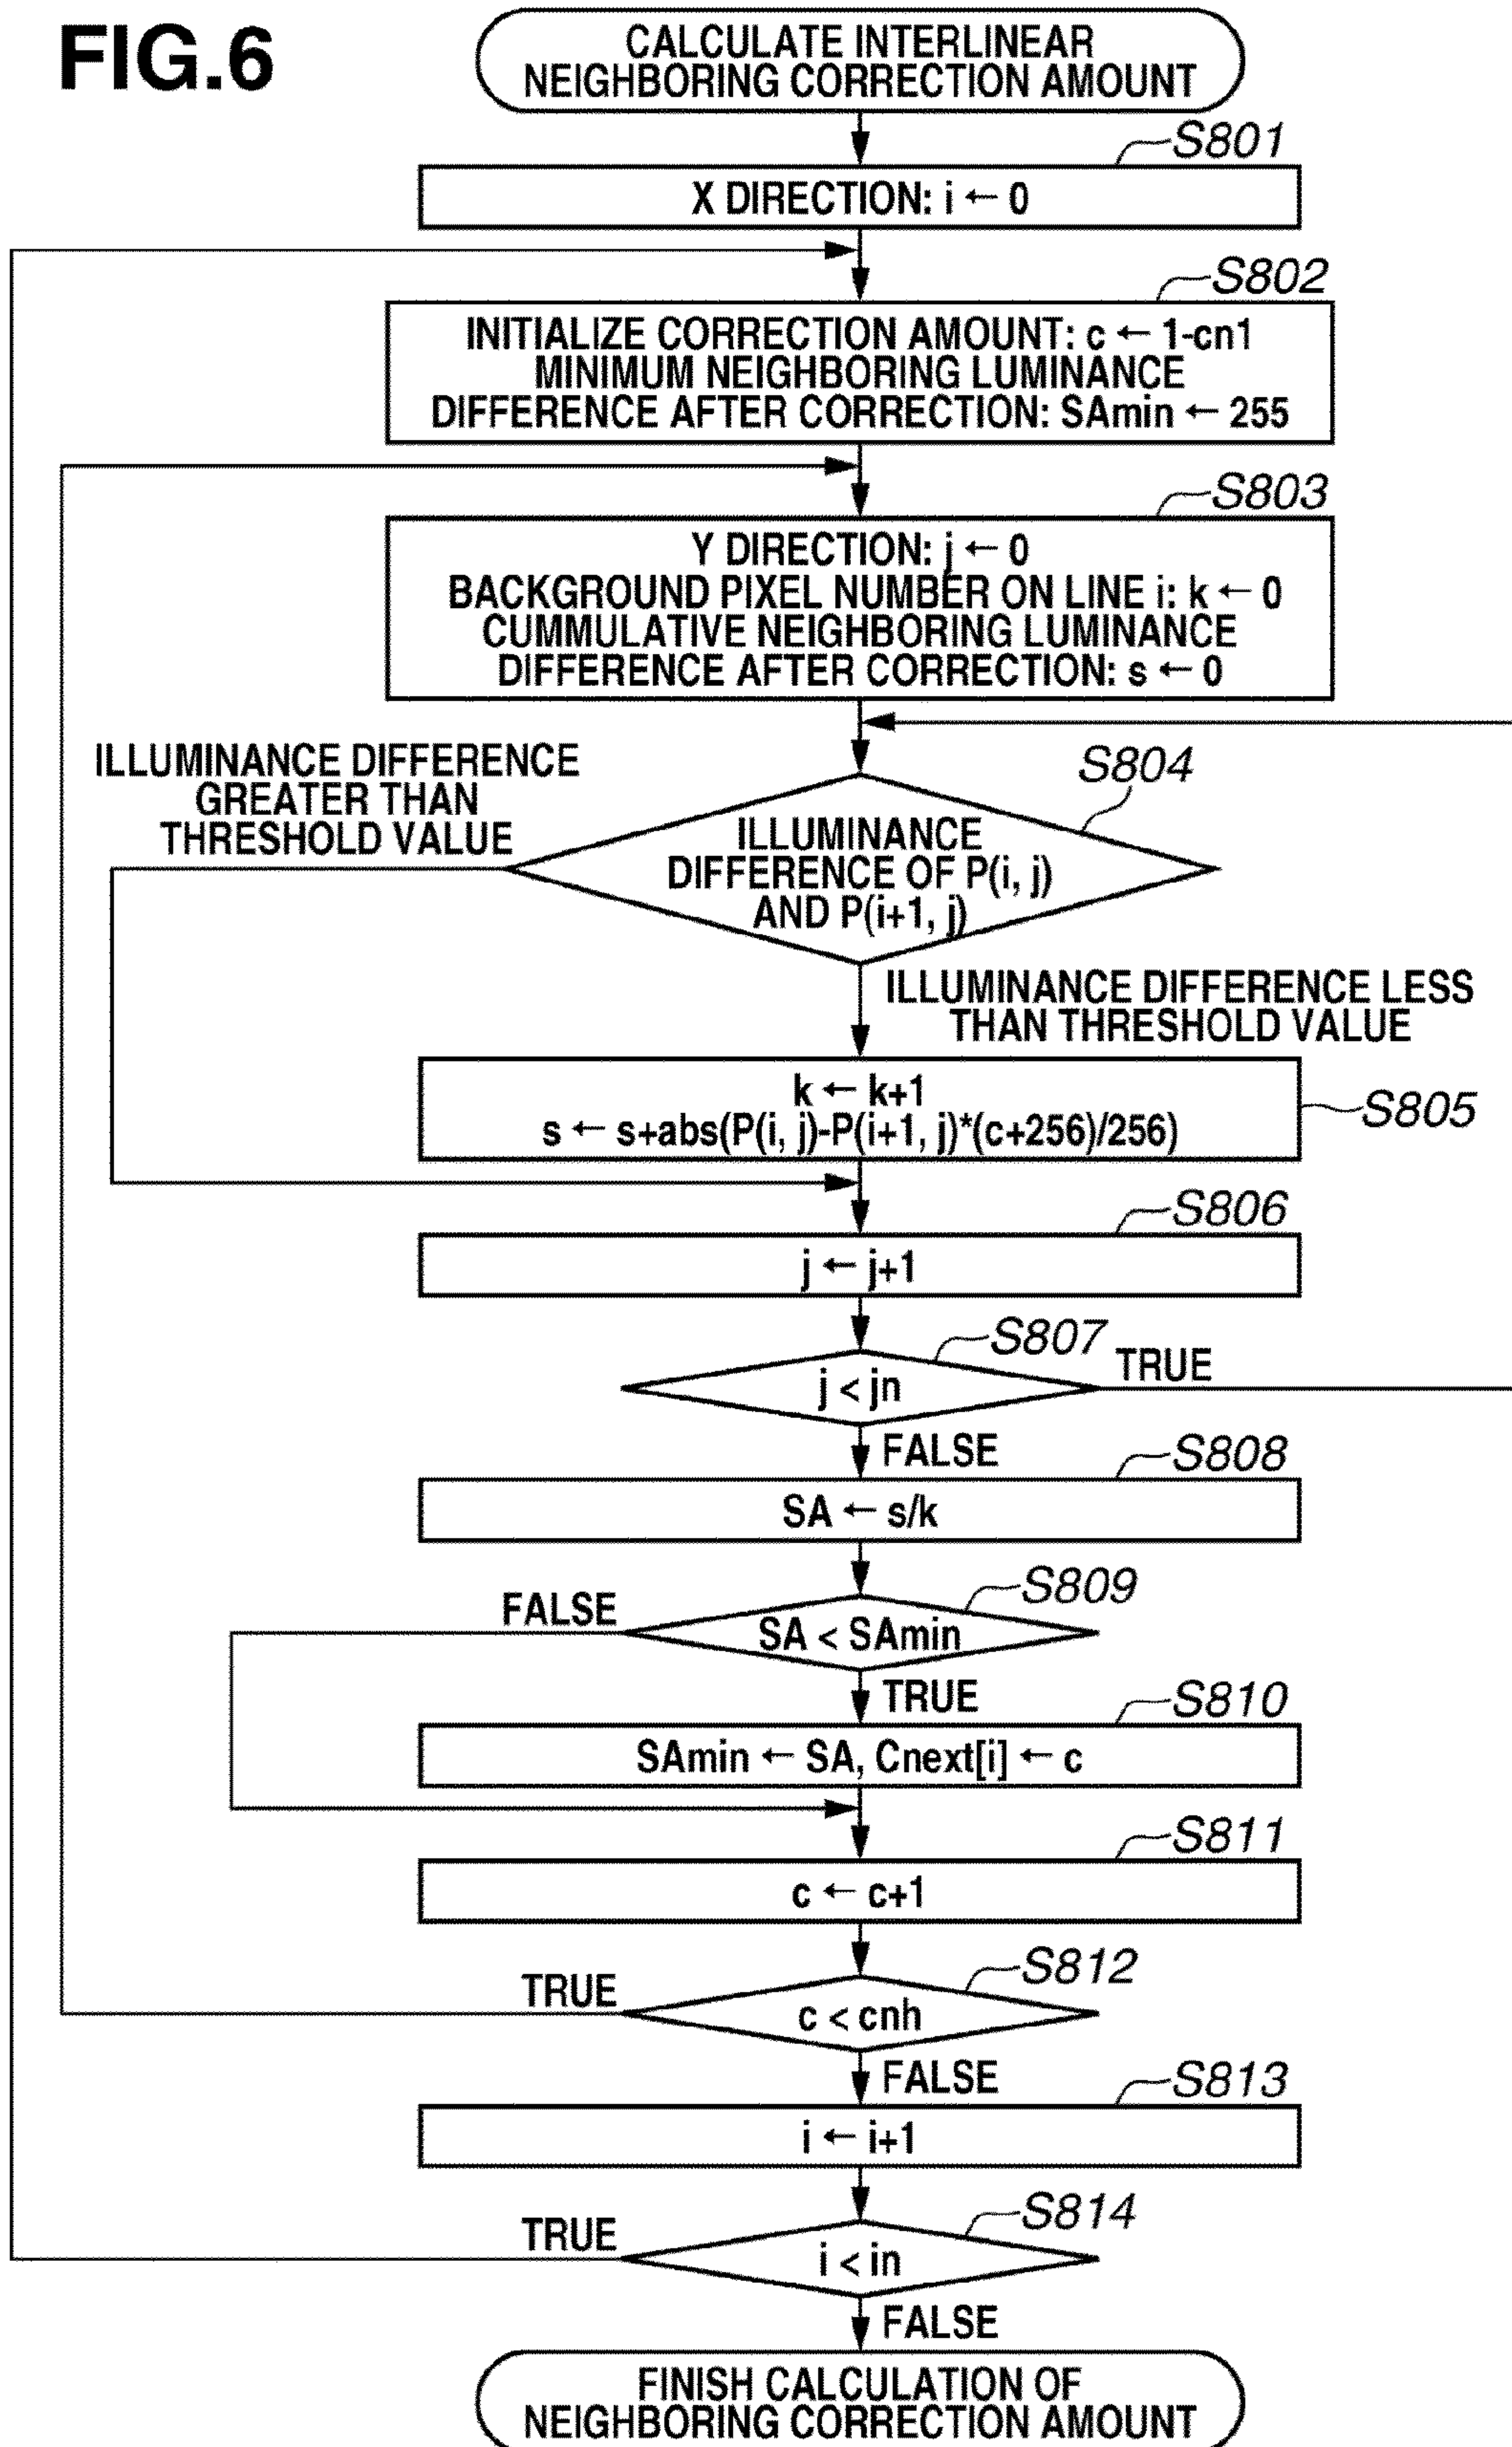 FIG.6
CALCULATE INTERLINEAR
NEIGHBORING CORRECTION AMOUNT
S801
X DIRECTION: i ← 0
S802
INITIALIZE CORRECTION AMOUNT: c ← 1-cn1
MINIMUM NEIGHBORING LUMINANCE
DIFFERENCE AFTER CORRECTION: SAmin ← 255
S803
Y DIRECTION: j ← 0
BACKGROUND PIXEL NUMBER ON LINE i: k ← 0
CUMMULATIVE NEIGHBORING LUMINANCE
DIFFERENCE AFTER CORRECTION: s ← 0
ILLUMINANCE DIFFERENCE
GREATER THAN
THRESHOLD VALUE
S804
ILLUMINANCE
DIFFERENCE OF P(i, j)
AND P(i+1, j)
ILLUMINANCE DIFFERENCE LESS
THAN THRESHOLD VALUE
k ← k+1
s ← s+abs(P(i, j)-P(i+1, j)*(c+256)/256)
S805
S806
j ← j+1
S807
j < jn
TRUE
FALSE
S808
SA ← s/k
S809
FALSE
SA < SAmin
TRUE
S810
SAmin ← SA, Cnext[i] ← c
S811
c ← c+1
S812
TRUE
c < cnh
FALSE
S813
i ← i+1
S814
TRUE
i < in
FALSE
FINISH CALCULATION OF
NEIGHBORING CORRECTION AMOUNT